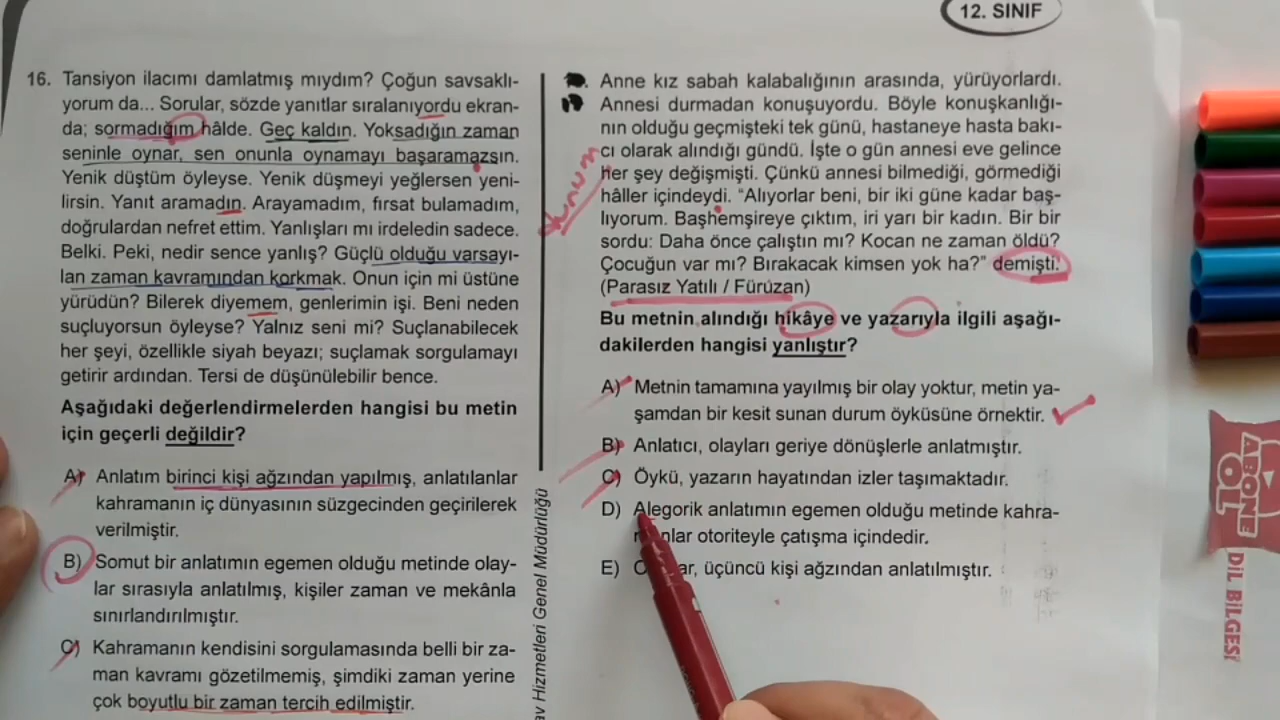 12. SINIF
16. Tansiyon ilacımı damlatmış mıydım? Çoğun savsaklı-
yorum da... Sorular, sözde yanıtlar sıralanıyordu ekran-
da; sormadığım hâlde. Geç kaldın. Yoksadığın zaman
seninle oynar, sen onunla oynamayı başaramazsın.
Yenik düştüm öyleyse. Yenik düşmeyi yeğlersen yeni-
lirsin. Yanıt aramadın. Arayamadım, fırsat bulamadım,
doğrulardan nefret ettim. Yanlışları mı irdeledin sadece.
Belki. Peki, nedir sence yanlış? Güçlü olduğu varsayı-
lan zaman kavramından korkmak. Onun için mi üstüne
yürüdün? Bilerek diyemem, genlerimin işi. Beni neden
suçluyorsun öyleyse? Yalnız seni mi? Suçlanabilecek
her şeyi, özellikle siyah beyazı; suçlamak sorgulamayı
getirir ardından. Tersi de düşünülebilir bence.
Aşağıdaki değerlendirmelerden hangisi bu metin
için geçerli değildir?
A) Anlatım birinci kişi ağzından yapılmış, anlatılanlar
kahramanın iç dünyasının süzgecinden geçirilerek
verilmiştir.
B) Somut bir anlatımın egemen olduğu metinde olay-
lar sırasıyla anlatılmış, kişiler zaman ve mekânla
sınırlandırılmıştır.
C) Kahramanın kendisini sorgulamasında belli bir za-
man kavramı gözetilmemiş, şimdiki zaman yerine
çok boyutlu bir zaman tercih edilmiştir.
av Hizmetleri Genel Müdürlüğü
durum
17. Anne kız sabah kalabalığının arasında, yürüyorlardı.
Annesi durmadan konuşuyordu. Böyle konuşkanlığı-
nın olduğu geçmişteki tek günü, hastaneye hasta bakı-
cı olarak alındığı gündü. İşte o gün annesi eve gelince
her şey değişmişti. Çünkü annesi bilmediği, görmediği
hâller içindeydi. “Alıyorlar beni, bir iki güne kadar baş-
lıyorum. Başhemşireye çıktım, iri yarı bir kadın. Bir bir
sordu: Daha önce çalıştın mı? Kocan ne zaman öldü?
Çocuğun var mı? Bırakacak kimsen yok ha?” demişti.
(Parasız Yatılı / Füruzan)
Bu metnin alındığı hikâye ve yazarıyla ilgili aşağı-
dakilerden hangisi yanlıştır?
A) Metnin tamamına yayılmış bir olay yoktur, metin ya-
şamdan bir kesit sunan durum öyküsüne örnektir.
B) Anlatıcı, olayları geriye dönüşlerle anlatmıştır.
C) Öykü, yazarın hayatından izler taşımaktadır.
D) Alegorik anlatımın egemen olduğu metinde kahra-
otoriteyle çatışma içindedir.
E) üçüncü kişi ağzından anlatılmıştır.
ABONE
OL
DİL BİLGESİ